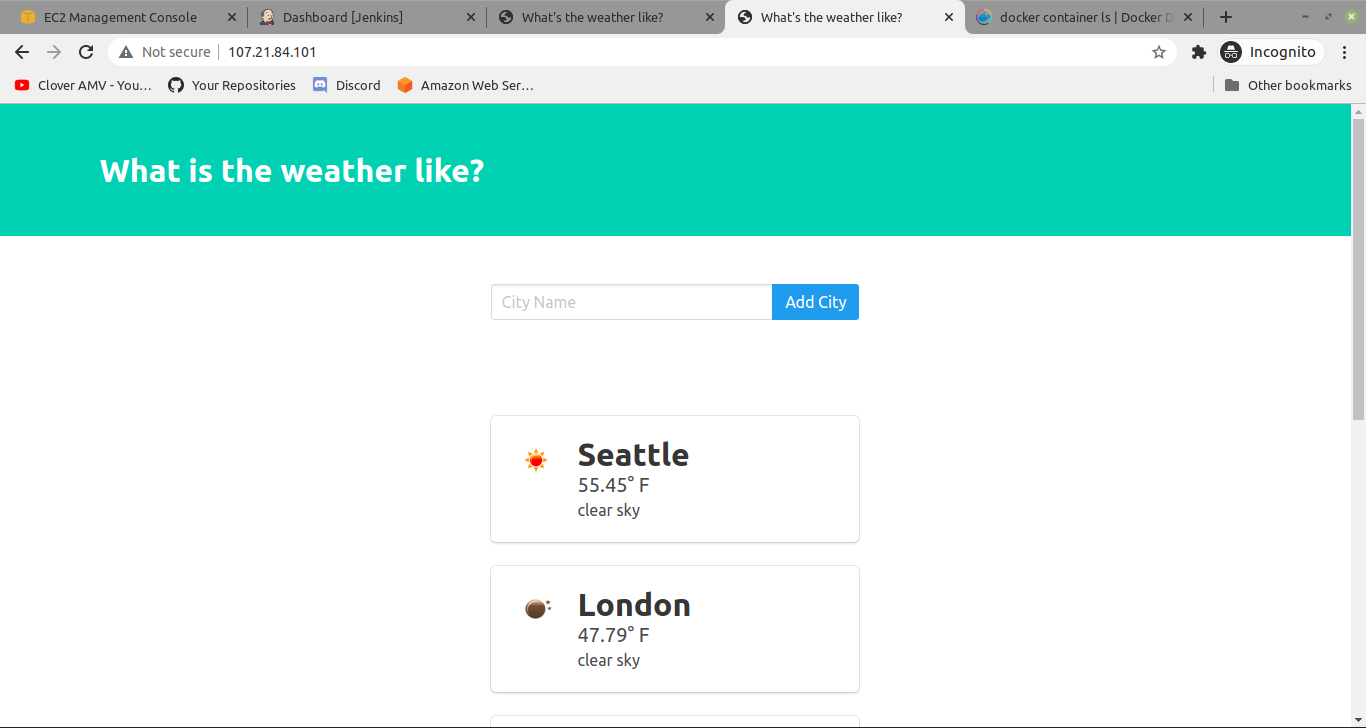 EC2 Management Console
Dashboard [Jenkins]
What's the weather like?
What's the weather like?
docker container ls | Docker D
Not secure
107.21.84.101
Incognito
Clover AMV - You…
Your Repositories
Discord
Amazon Web Ser…
Other bookmarks
What is the weather like?
City Name
Add City
Seattle
55.45° F
clear sky
London
47.79° F
clear sky